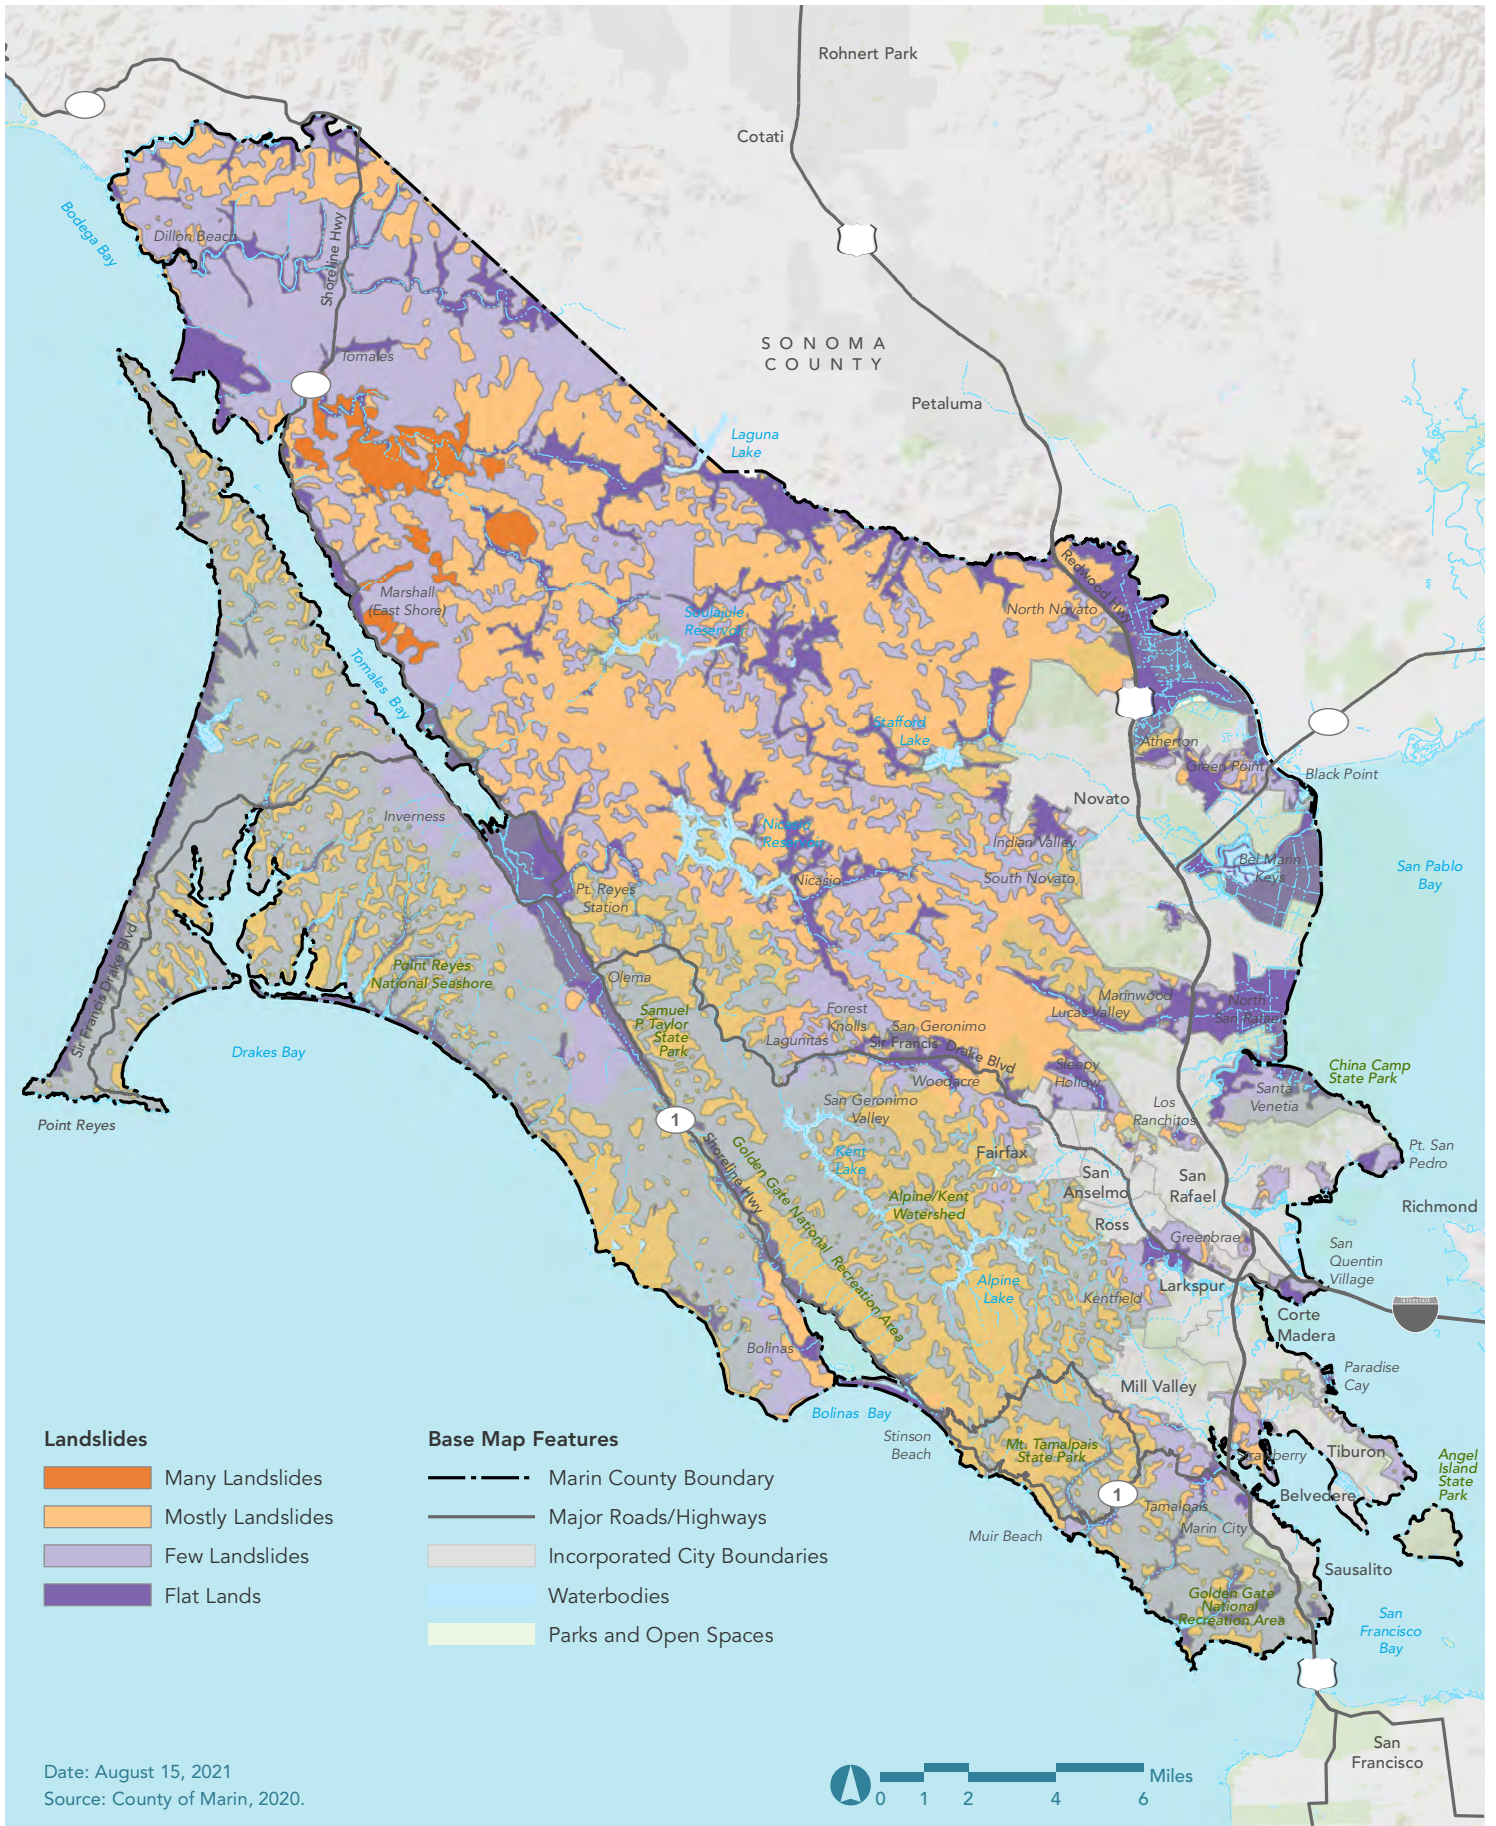 Rohnert Park
Cotati
Bodega Bay
Dillon Beach
Shoreline Hwy
SONOMA
COUNTY
Tomales
Petaluma
Laguna
Lake
Marshall
(East Shore)
Soulajule
Reservoir
North Novato
Redwood Hwy
Tomales Bay
Stafford
Lake
Atherton
Green Point
Black Point
Novato
Inverness
Nicasio
Reservoir
Indian Valley
South Novato
Bel Marin
Keys
San Pablo
Bay
Nicasio
Pt. Reyes
Station
Sir Francis Drake Blvd
Point Reyes
National Seashore
Olema
Samuel
P. Taylor
State
Park
Forest
Knolls
Lagunitas
San Geronimo
Sir Francis Drake Blvd
Woodacre
Marinwood
Lucas Valley
North
San Rafael
Drakes Bay
Sleepy
Hollow
China Camp
State Park
Santa
Venetia
Point Reyes
1
San Geronimo
Valley
Los
Ranchitos
Shoreline Hwy
Golden Gate National Recreation Area
Kent
Lake
Fairfax
Pt. San
Pedro
San
Anselmo
San
Rafael
Alpine/Kent
Watershed
Ross
Richmond
Greenbrae
San
Quentin
Village
Alpine
Lake
Kentfield
Larkspur
INTERSTATE
Corte
Madera
Bolinas
Paradise
Cay
Mill Valley
Bolinas Bay
Stinson
Beach
Mt. Tamalpais
State Park
Strawberry
Tiburon
Angel
Island
State
Park
1
Belvedere
Tamalpais
Marin City
Muir Beach
Sausalito
Golden Gate
National
Recreation Area
San
Francisco
Bay
San
Francisco
Landslides
Many Landslides
Mostly Landslides
Few Landslides
Flat Lands
Base Map Features
Marin County Boundary
Major Roads/Highways
Incorporated City Boundaries
Waterbodies
Parks and Open Spaces
Date: August 15, 2021
Source: County of Marin, 2020.
0 1 2 4 6 Miles